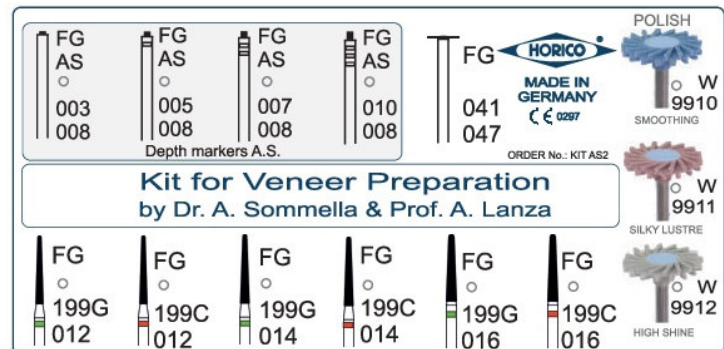 FG
AS
003
008
FG
AS
005
008
FG
AS
007
008
FG
AS
010
008
Depth markers A.S.
FG
041
047
HORICO
MADE IN
GERMANY
CE 0297
ORDER No.: KIT AS2
POLISH
W
9910
SMOOTHING
W
9911
SILKY LUSTRE
W
9912
HIGH SHINE
Kit for Veneer Preparation
by Dr. A. Sommella & Prof. A. Lanza
FG
199G
012
FG
199C
012
FG
199G
014
FG
199C
014
FG
199G
016
FG
199C
016